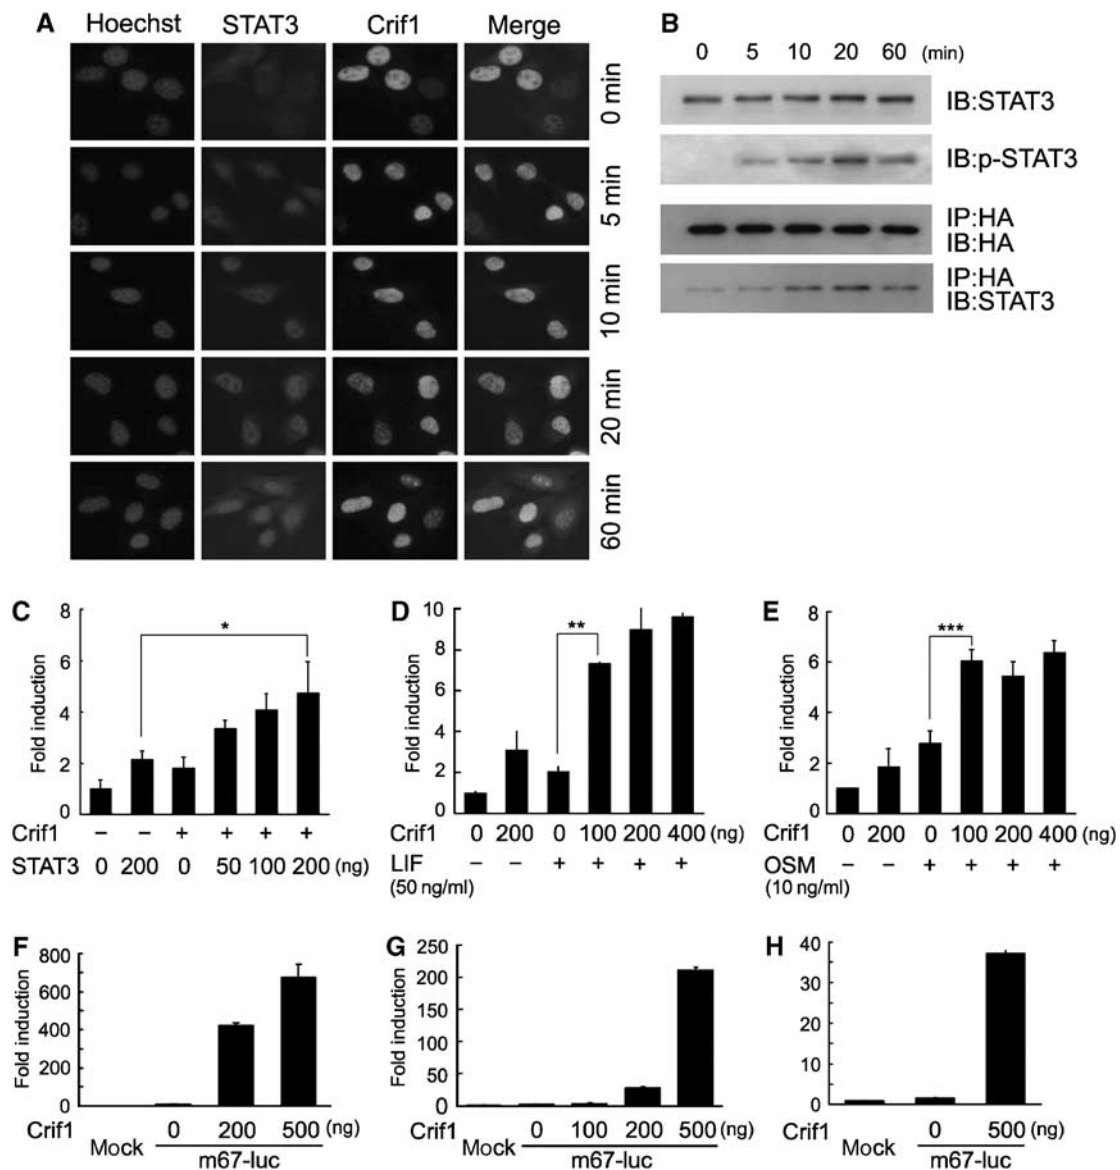 A
Hoechst STAT3 Crif1 Merge
0 min
5 min
10 min
20 min
60 min
B
0 5 10 20 60 (min)
IB:STAT3
IB:p-STAT3
IP:HA
IB:HA
IP:HA
IB:STAT3
C
Fold induction
8
6
4
2
0
*
Crif1 – – + + + +
STAT3 0 200 0 50 100 200 (ng)
D
Fold induction
10
8
6
4
2
0
**
Crif1 0 200 0 100 200 400 (ng)
LIF – – + + + +
(50 ng/ml)
E
Fold induction
8
6
4
2
0
***
Crif1 0 200 0 100 200 400 (ng)
OSM – – + + + +
(10 ng/ml)
F
Fold induction
800
600
400
200
0
Crif1 Mock 0 200 500 (ng)
m67-luc
G
Fold induction
250
200
150
100
50
0
Crif1 Mock 0 100 200 500 (ng)
m67-luc
H
Fold induction
40
30
20
10
0
Crif1 Mock 0 500 (ng)
m67-luc